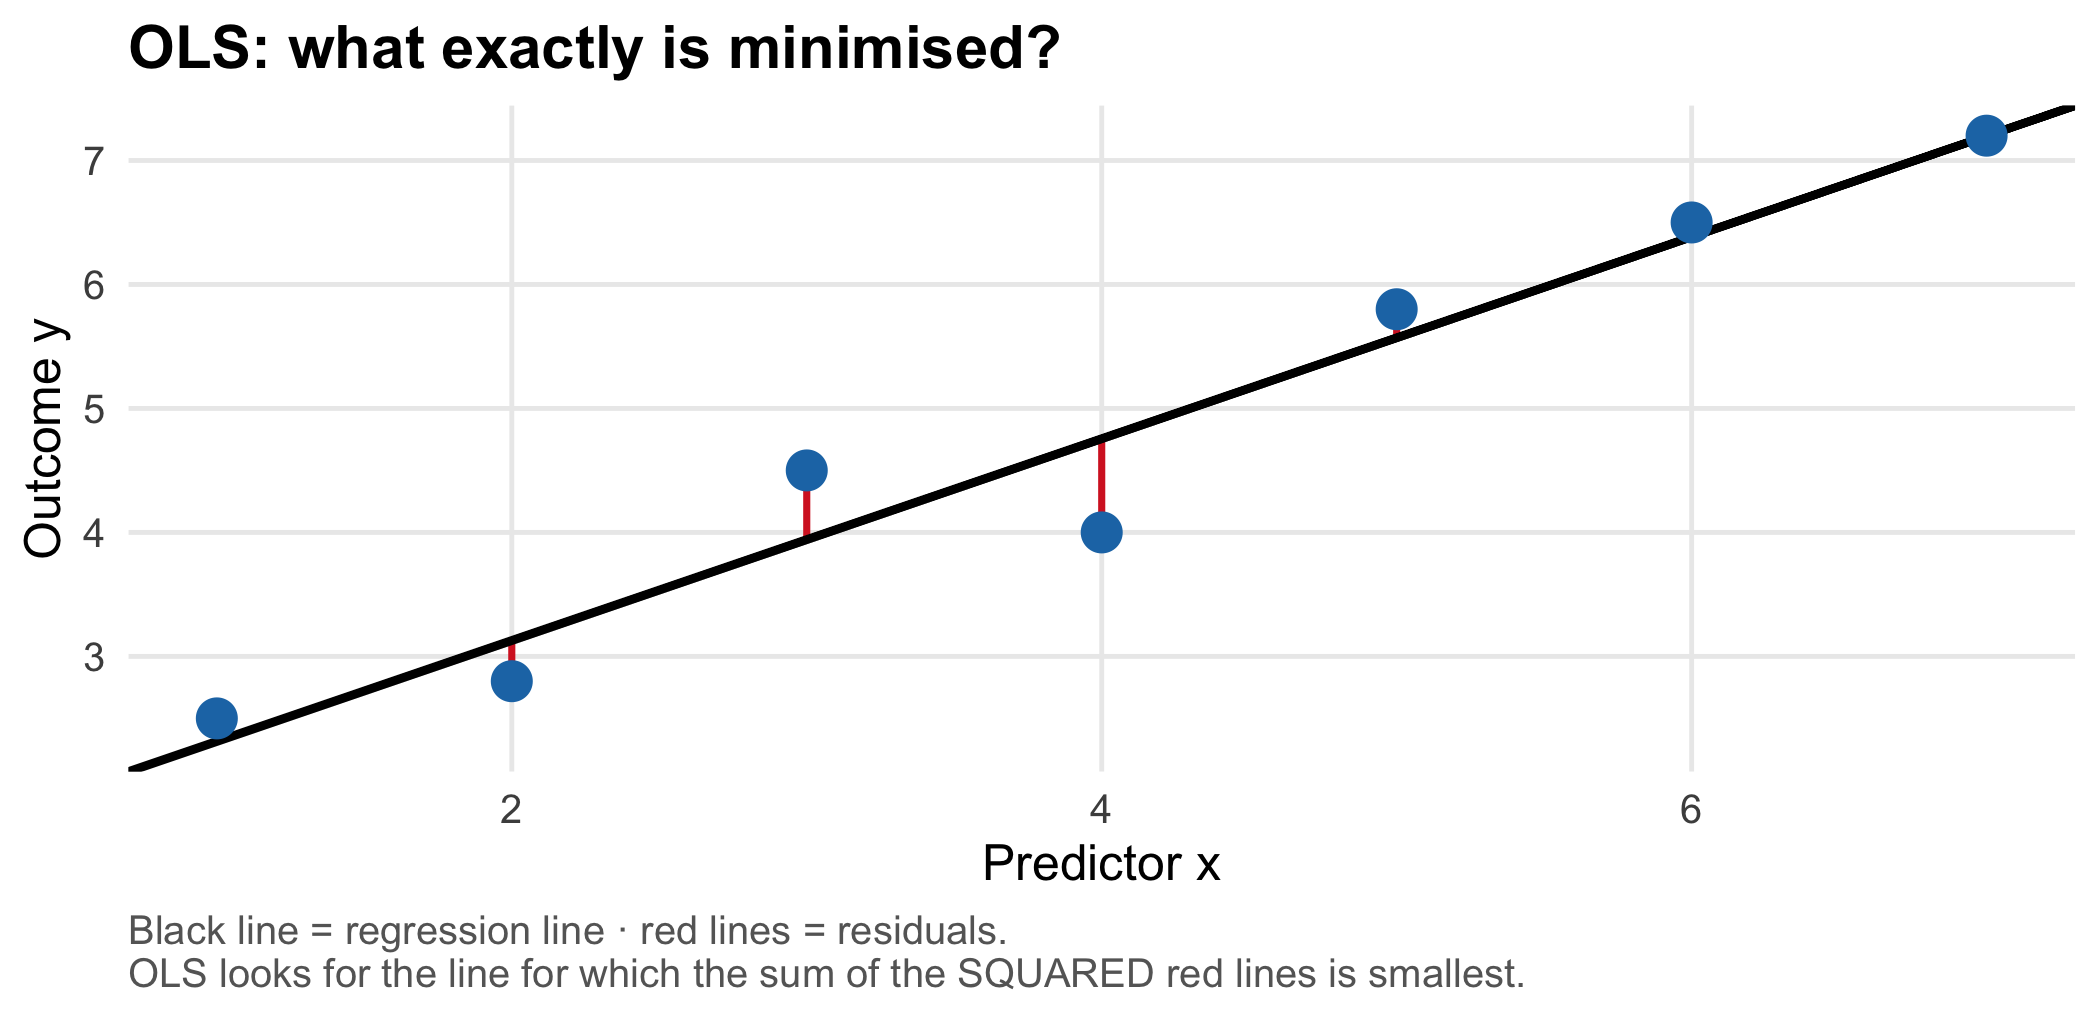 OLS: what exactly is minimised?
7
6
5
4
3
Outcome y
2 4 6
Predictor x
Black line = regression line · red lines = residuals.
OLS looks for the line for which the sum of the SQUARED red lines is smallest.